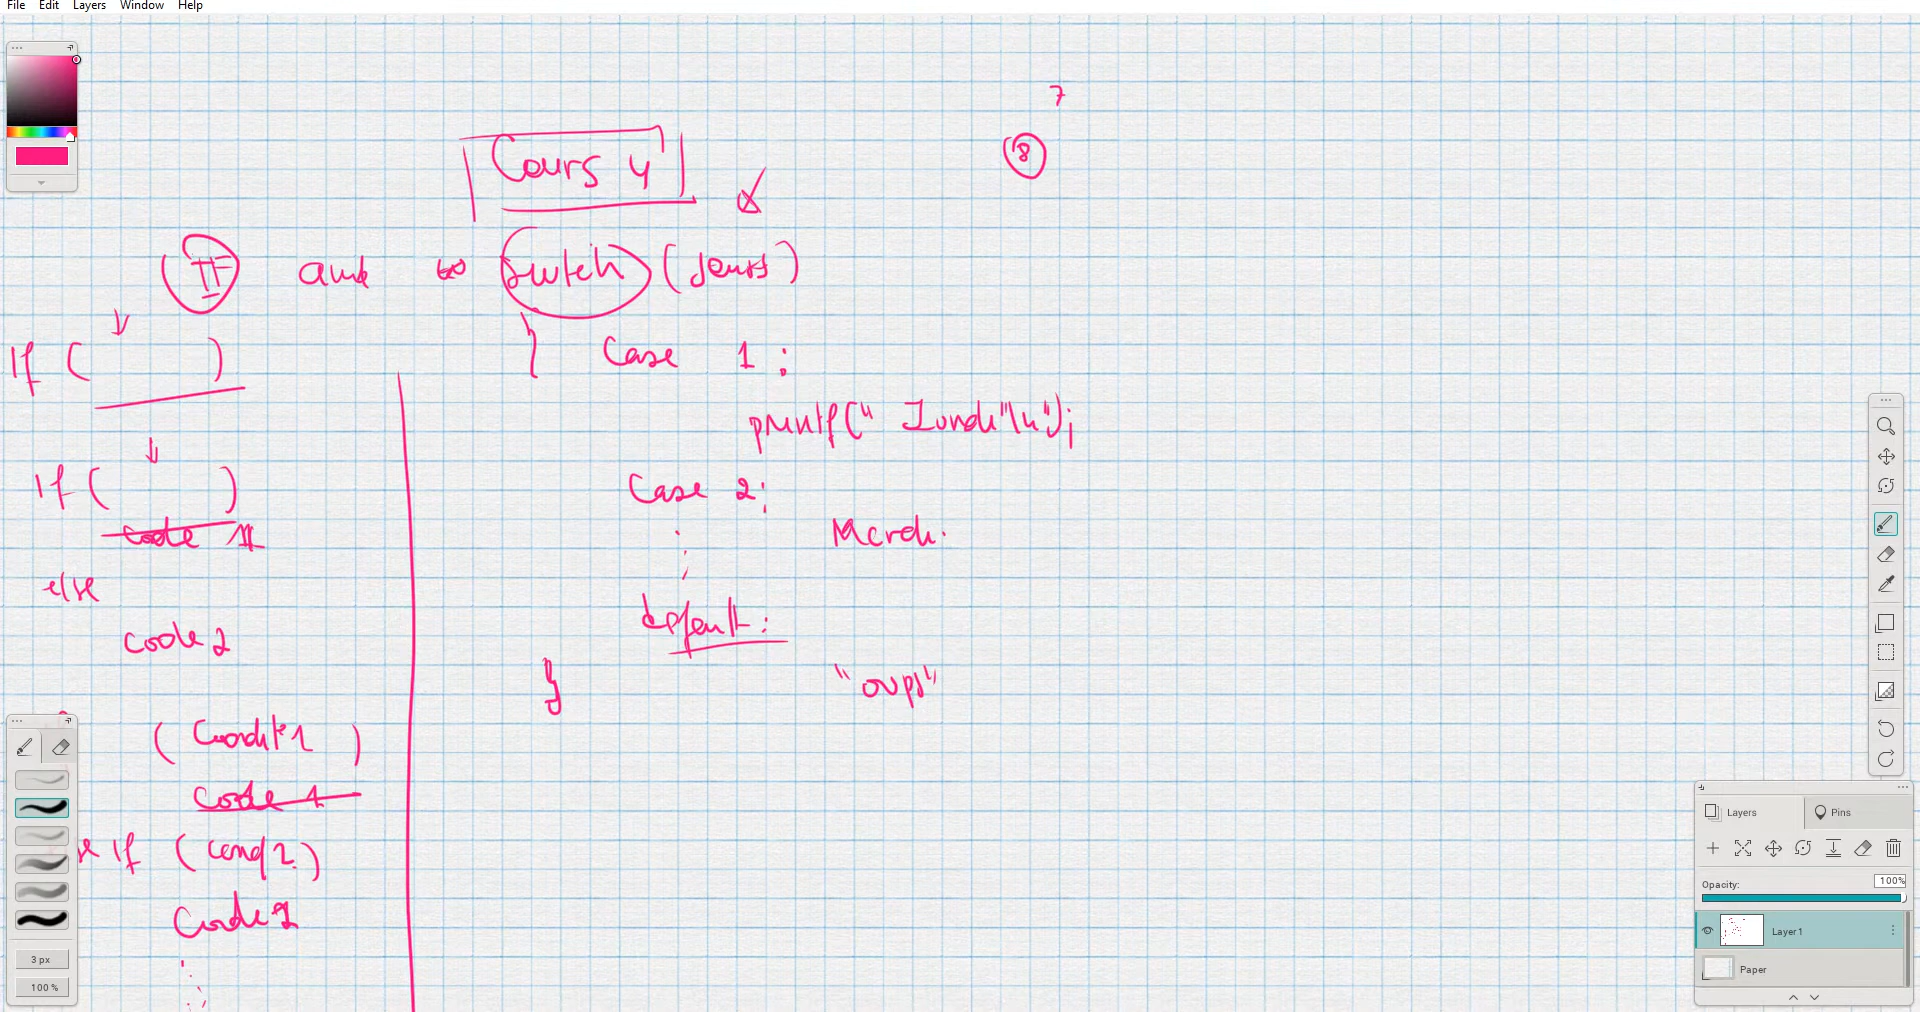 File Edit Layers Window Help
7
8
Cours 4
IF and switch (jours)
if ( )
Case 1 :
printf(" Lundi"\n");
if ( )
Case 2:
code 1
Mardi.
else
default:
code 2
"oups"
}
( Condit° 1 )
Code 1
if (cond 2)
Code 2
3 px
100 %
Layers
Pins
Opacity:
100%
Layer1
Paper